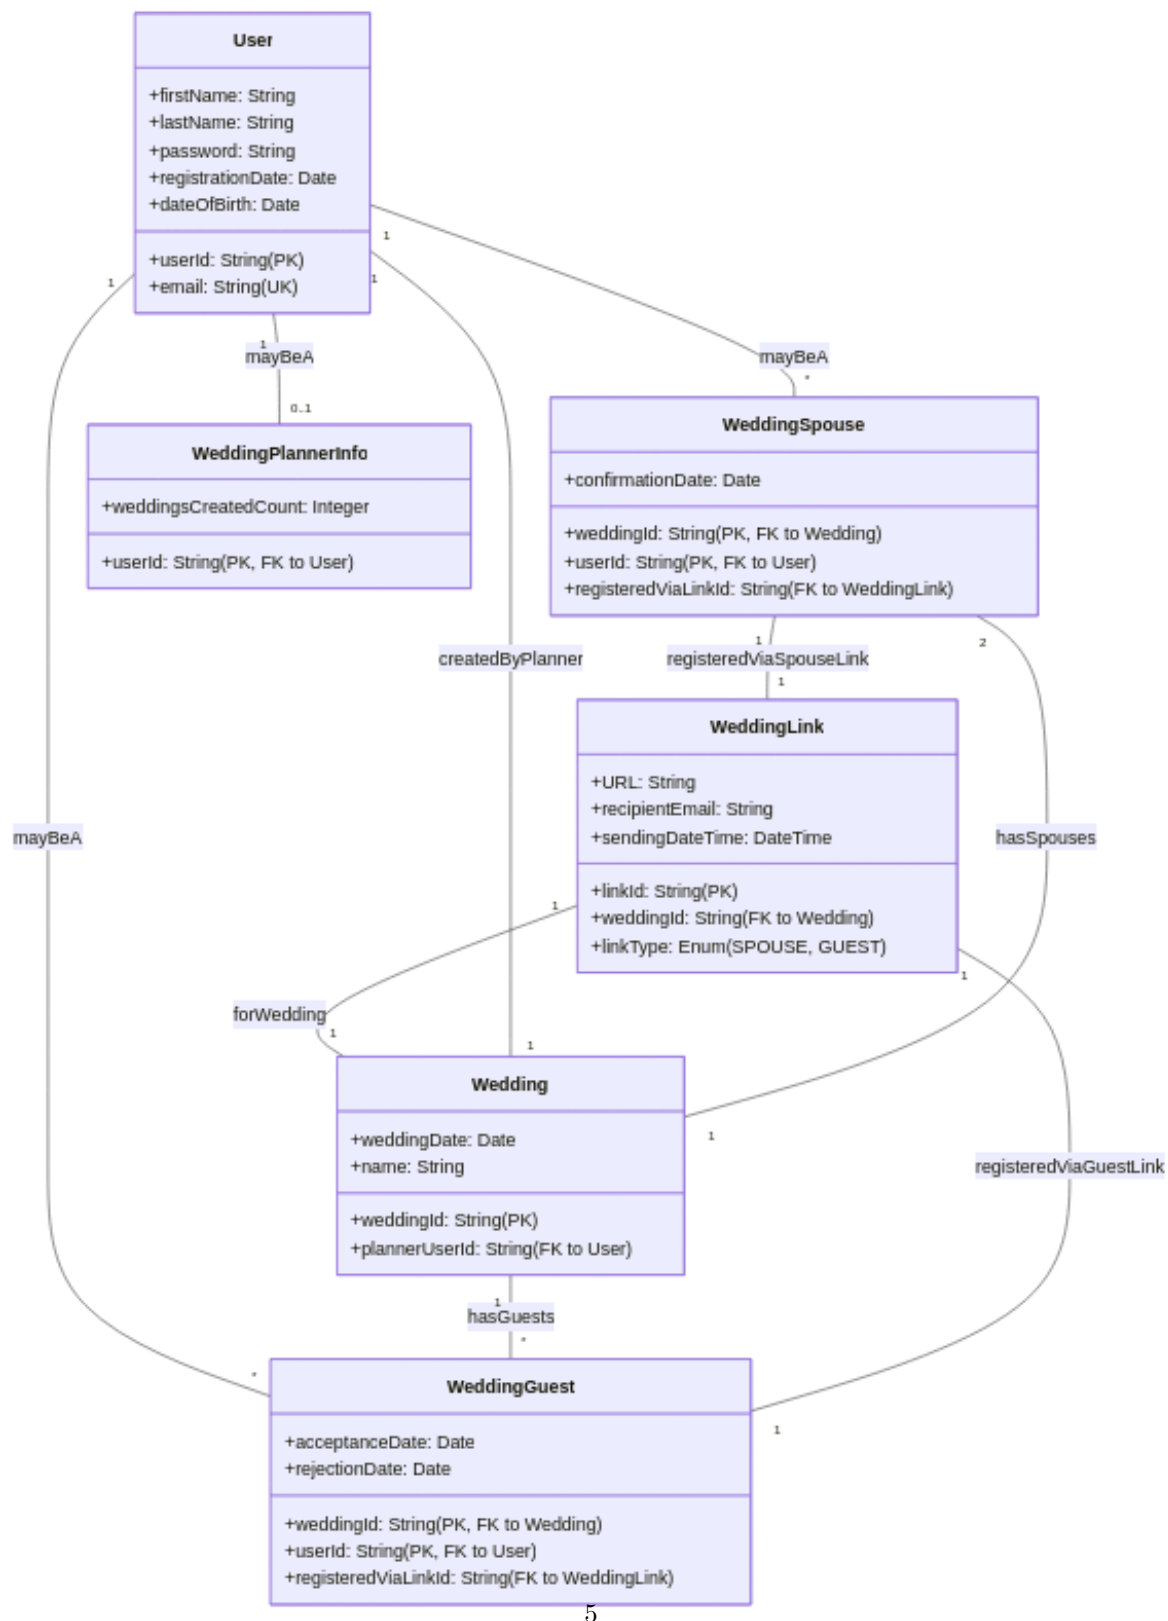 User
+firstName: String
+lastName: String
+password: String
+registrationDate: Date
+dateOfBirth: Date
+userId: String(PK)
+email: String(UK)
1
1
1
1
mayBeA
0..1
mayBeA
*
WeddingPlannerInfo
+weddingsCreatedCount: Integer
+userId: String(PK, FK to User)
WeddingSpouse
+confirmationDate: Date
+weddingId: String(PK, FK to Wedding)
+userId: String(PK, FK to User)
+registeredViaLinkId: String(FK to WeddingLink)
createdByPlanner
1
registeredViaSpouseLink
1
2
WeddingLink
+URL: String
+recipientEmail: String
+sendingDateTime: DateTime
+linkId: String(PK)
+weddingId: String(FK to Wedding)
+linkType: Enum(SPOUSE, GUEST)
mayBeA
hasSpouses
1
1
forWedding
1
1
Wedding
+weddingDate: Date
+name: String
+weddingId: String(PK)
+plannerUserId: String(FK to User)
1
registeredViaGuestLink
1
hasGuests
*
*
WeddingGuest
+acceptanceDate: Date
+rejectionDate: Date
+weddingId: String(PK, FK to Wedding)
+userId: String(PK, FK to User)
+registeredViaLinkId: String(FK to WeddingLink)
1
5